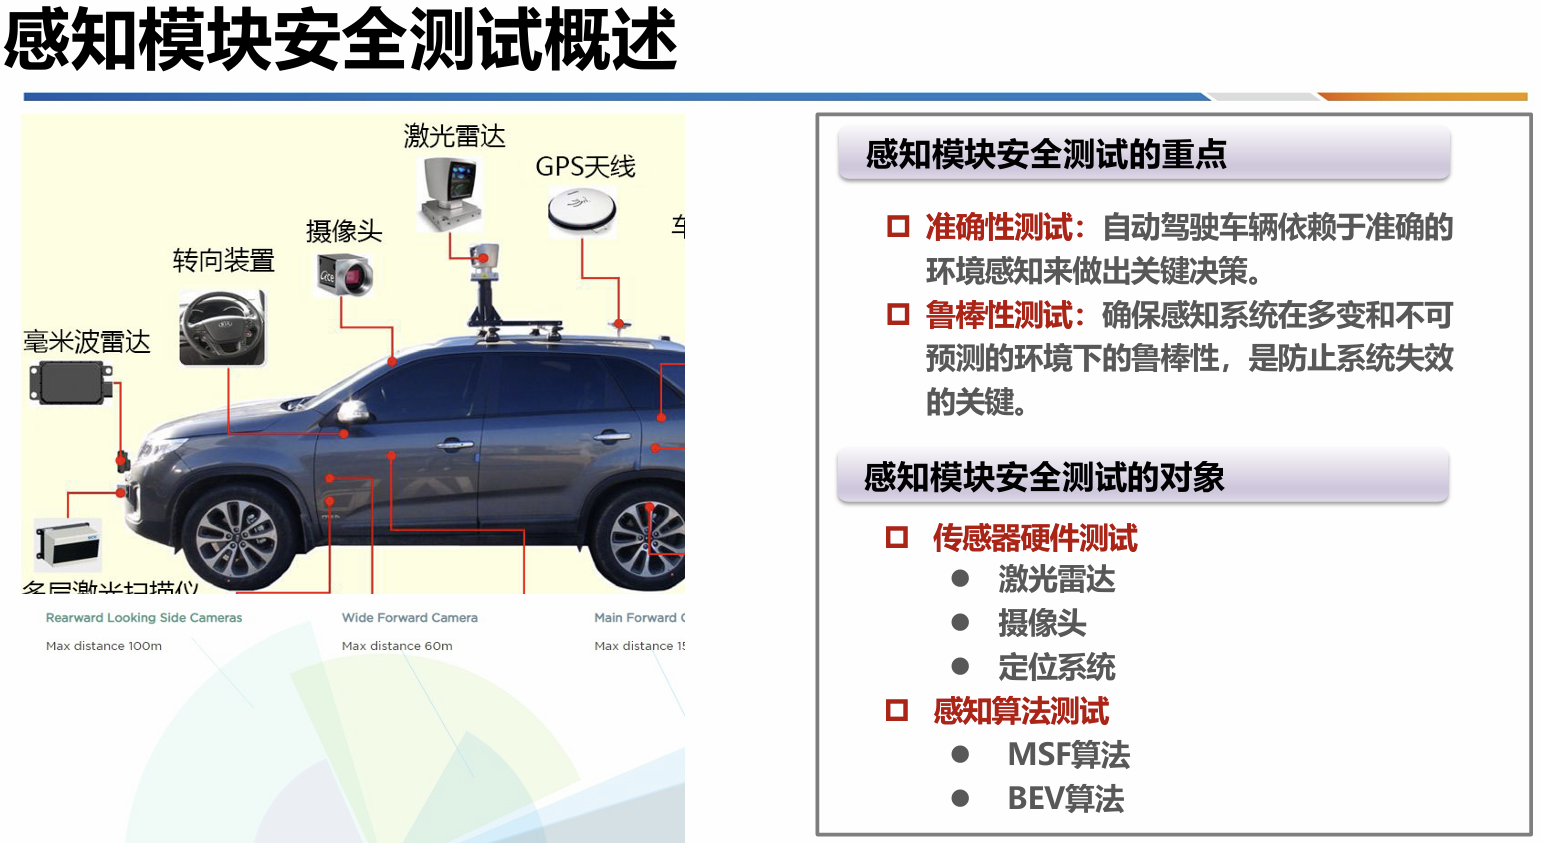 感知模块安全测试概述
激光雷达
GPS天线
摄像头
转向装置
毫米波雷达
多层激光扫描仪
Rearward Looking Side Cameras
Max distance 100m
Wide Forward Camera
Max distance 60m
Main Forward
Max distance
感知模块安全测试的重点
准确性测试：自动驾驶车辆依赖于准确的
环境感知来做出关键决策。
鲁棒性测试：确保感知系统在多变和不可
预测的环境下的鲁棒性，是防止系统失效
的关键。
感知模块安全测试的对象
传感器硬件测试
激光雷达
摄像头
定位系统
感知算法测试
MSF算法
BEV算法